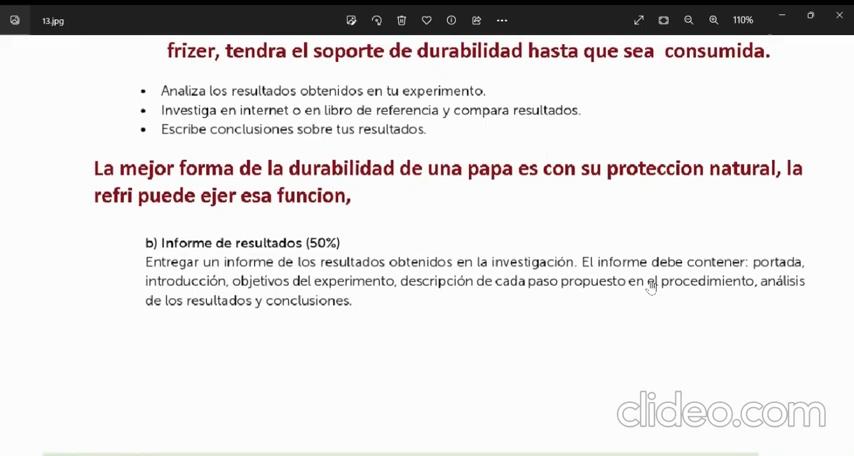 13.jpg
110%
frizer, tendra el soporte de durabilidad hasta que sea consumida.
• Analiza los resultados obtenidos en tu experimento.
• Investiga en internet o en libro de referencia y compara resultados.
• Escribe conclusiones sobre tus resultados.
La mejor forma de la durabilidad de una papa es con su proteccion natural, la
refri puede ejer esa funcion,
b) Informe de resultados (50%)
Entregar un informe de los resultados obtenidos en la investigación. El informe debe contener: portada,
introducción, objetivos del experimento, descripción de cada paso propuesto en el procedimiento, análisis
de los resultados y conclusiones.
clideo.com